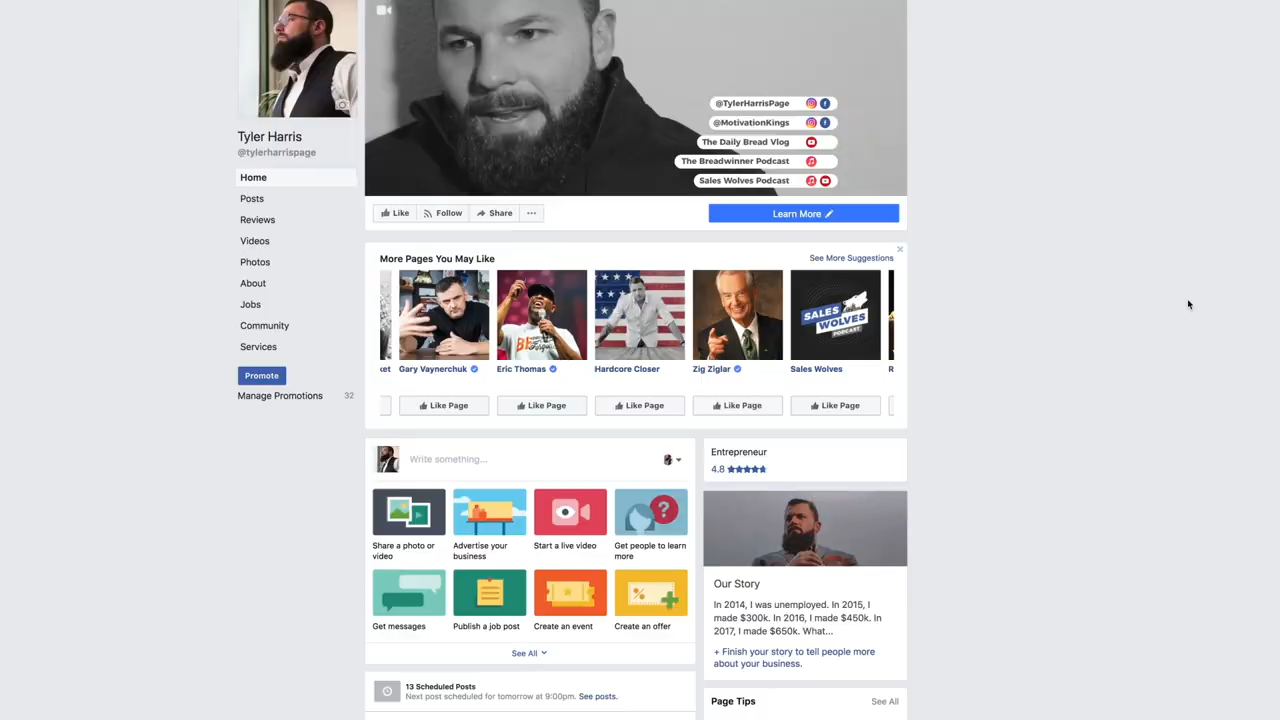 @TylerHarrisPage
@MotivationKings
The Daily Bread Vlog
The Breadwinner Podcast
Sales Wolves Podcast
Tyler Harris
@tylerharrispage
Home
Posts
Reviews
Videos
Photos
About
Jobs
Community
Services
Promote
Manage Promotions 32
Like Follow Share ...
Learn More
More Pages You May Like
See More Suggestions
SALES
WOLVES
PODCAST
ket
Gary Vaynerchuk
Eric Thomas
Hardcore Closer
Zig Ziglar
Sales Wolves
R
Like Page
Like Page
Like Page
Like Page
Like Page
Write something...
Share a photo or
video
Advertise your
business
Start a live video
Get people to learn
more
Get messages
Publish a job post
Create an event
Create an offer
See All
13 Scheduled Posts
Next post scheduled for tomorrow at 9:00pm. See posts.
Entrepreneur
4.8
Our Story
In 2014, I was unemployed. In 2015, I
made $300k. In 2016, I made $450k. In
2017, I made $650k. What...
+ Finish your story to tell people more
about your business.
Page Tips
See All